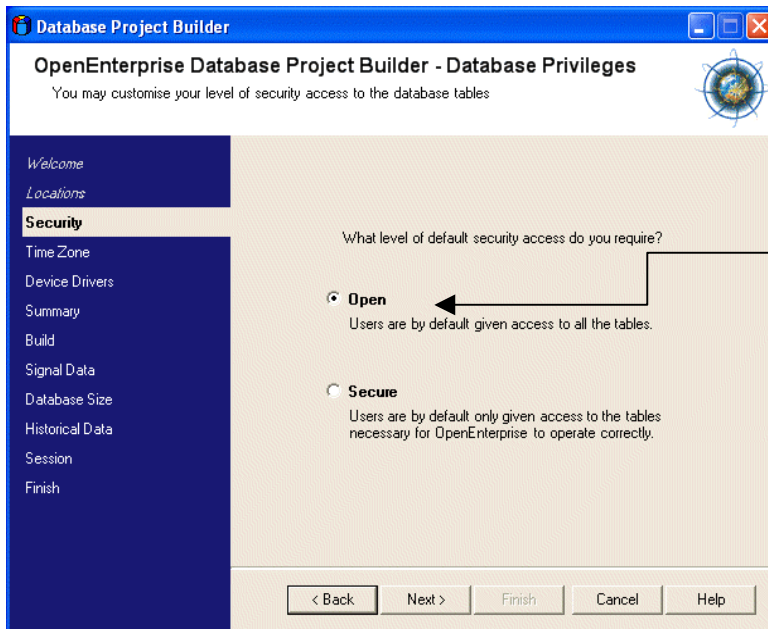 Database Project Builder
OpenEnterprise Database Project Builder - Database Privileges
You may customise your level of security access to the database tables
Welcome
Locations
Security
Time Zone
Device Drivers
Summary
Build
Signal Data
Database Size
Historical Data
Session
Finish
What level of default security access do you require?
Open
Users are by default given access to all the tables.
Secure
Users are by default only given access to the tables
necessary for OpenEnterprise to operate correctly.
< Back
Next >
Finish
Cancel
Help